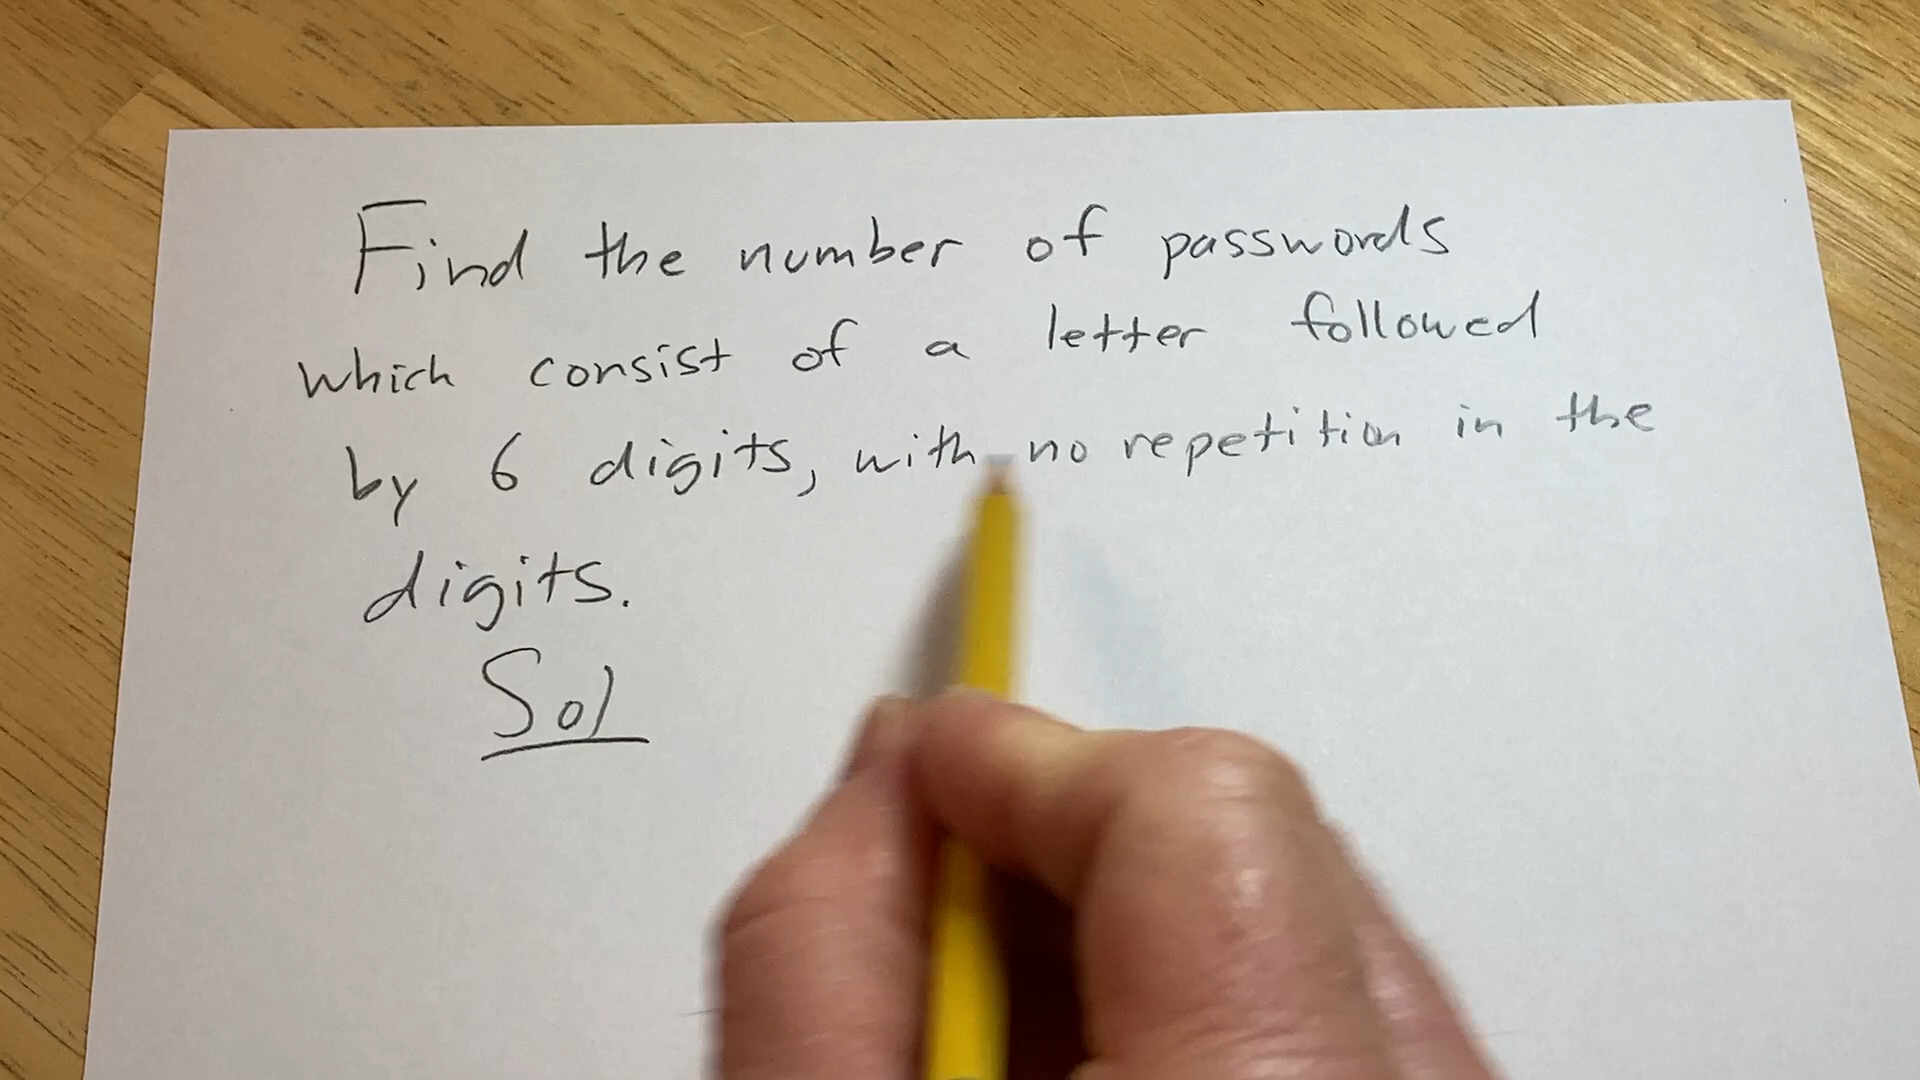 Find the number of passwords
which consist of a letter followed
by 6 digits, with no repetition in the
digits.
Sol